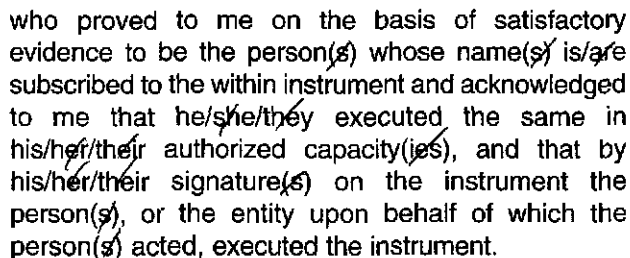 who proved to me on the basis of satisfactory
evidence to be the person(s) whose name(s) is/are
subscribed to the within instrument and acknowledged
to me that he/she/they executed the same in
his/her/their authorized capacity(ies), and that by
his/her/their signature(s) on the instrument the
person(s), or the entity upon behalf of which the
person(s) acted, executed the instrument.